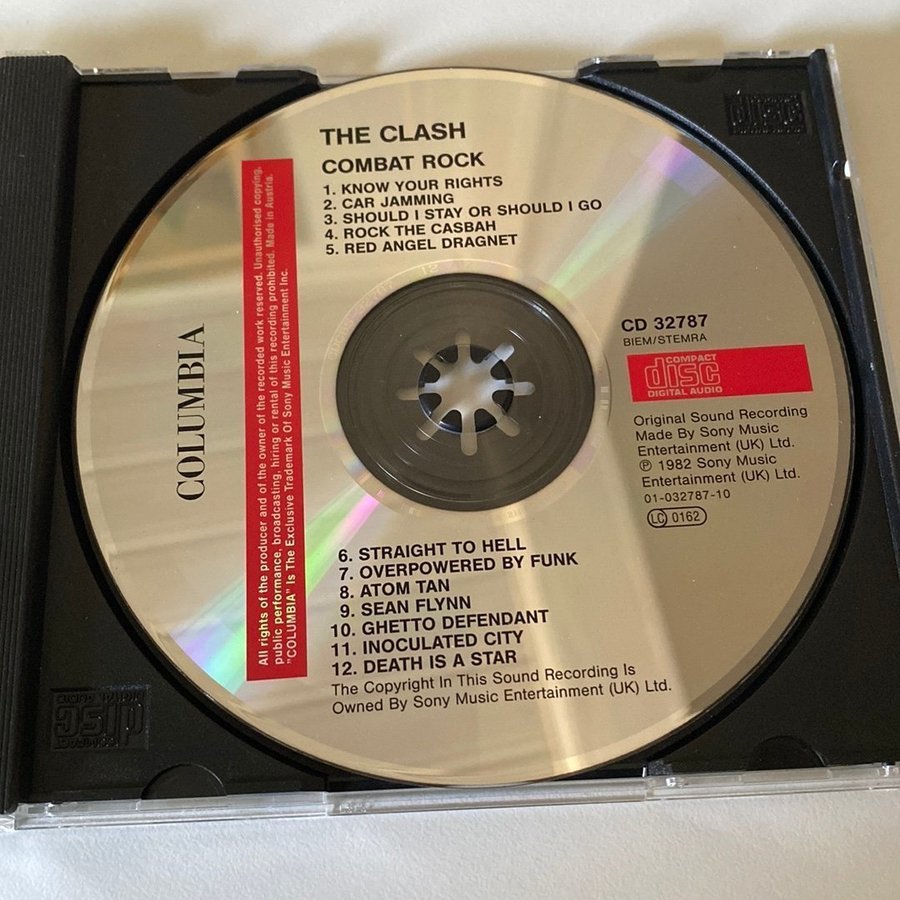 THE CLASH
COMBAT ROCK
1. KNOW YOUR RIGHTS
2. CAR JAMMING
3. SHOULD I STAY OR SHOULD I GO
4. ROCK THE CASBAH
5. RED ANGEL DRAGNET
COLUMBIA
All rights of the producer and of the owner of the recorded work reserved. Unauthorised copying,
public performance, broadcasting, hiring or rental of this recording prohibited. Made in Austria.
"COLUMBIA" Is The Exclusive Trademark Of Sony Music Entertainment Inc.
CD 32787
BIEM/STEMRA
COMPACT
disc
DIGITAL AUDIO
Original Sound Recording
Made By Sony Music
Entertainment (UK) Ltd.
℗ 1982 Sony Music
Entertainment (UK) Ltd.
01-032787-10
LC 0162
6. STRAIGHT TO HELL
7. OVERPOWERED BY FUNK
8. ATOM TAN
9. SEAN FLYNN
10. GHETTO DEFENDANT
11. INOCULATED CITY
12. DEATH IS A STAR
The Copyright In This Sound Recording Is
Owned By Sony Music Entertainment (UK) Ltd.
disc
COMPACT
disc
DIGITAL AUDIO